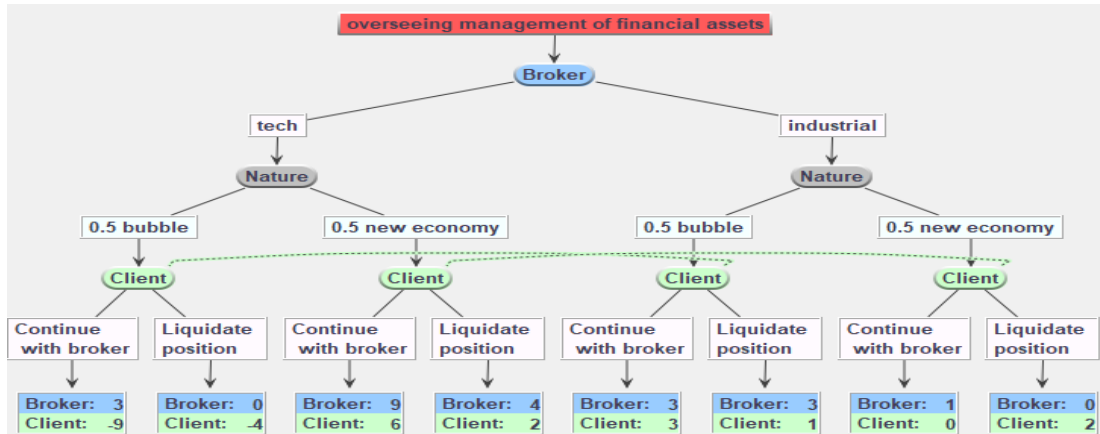 overseeing management of financial assets
Broker
tech
industrial
Nature
Nature
0.5 bubble
0.5 new economy
0.5 bubble
0.5 new economy
Client
Client
Client
Client
Continue
with broker
Liquidate
position
Continue
with broker
Liquidate
position
Continue
with broker
Liquidate
position
Continue
with broker
Liquidate
position
Broker: 3
Client: -9
Broker: 0
Client: -4
Broker: 9
Client: 6
Broker: 4
Client: 2
Broker: 3
Client: 3
Broker: 3
Client: 1
Broker: 1
Client: 0
Broker: 0
Client: 2